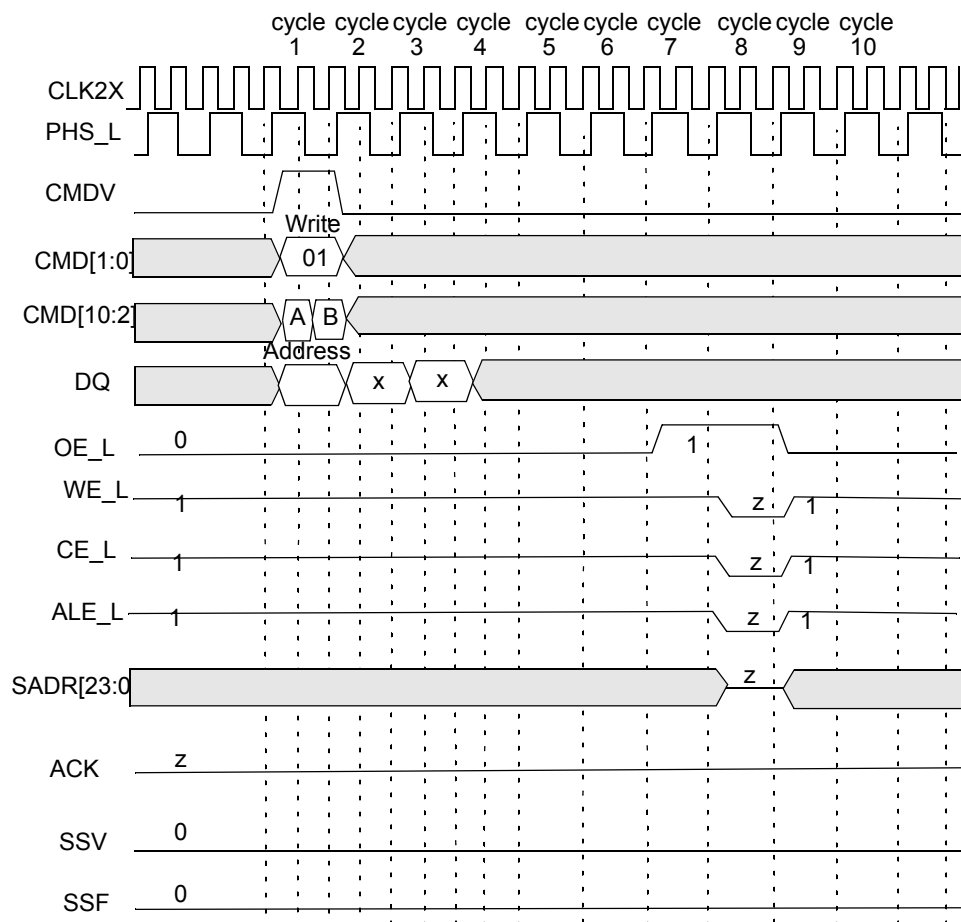 cycle cycle cycle cycle cycle cycle cycle cycle cycle cycle
1 2 3 4 5 6 7 8 9 10
CLK2X
PHS_L
CMDV
Write
CMD[1:0] 01
CMD[10:2] A B
Address
DQ x x
OE_L 0 1
WE_L 1 z 1
CE_L 1 z 1
ALE_L 1 z 1
SADR[23:0 z
ACK z
SSV 0
SSF 0